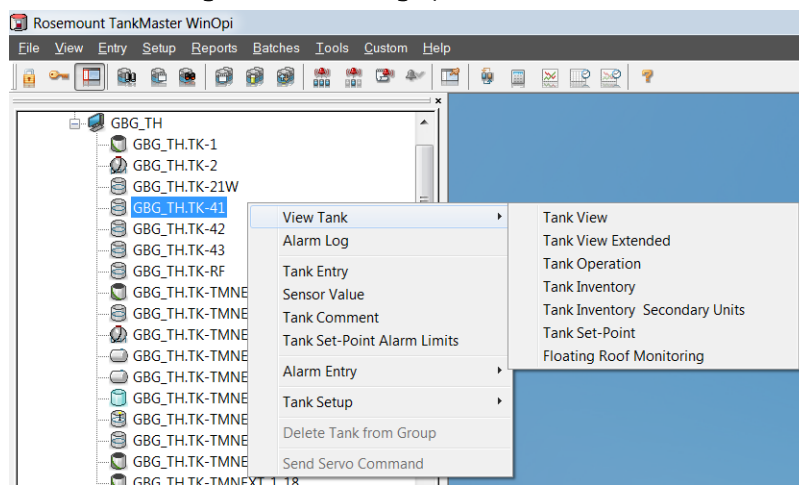 Rosemount TankMaster WinOpi
File View Entry Setup Reports Batches Tools Custom Help
GBG_TH
GBG_TH.TK-1
GBG_TH.TK-2
GBG_TH.TK-21W
GBG_TH.TK-41
GBG_TH.TK-42
GBG_TH.TK-43
GBG_TH.TK-RF
GBG_TH.TK-TMNE
GBG_TH.TK-TMNE
GBG_TH.TK-TMNE
GBG_TH.TK-TMNE
GBG_TH.TK-TMNE
GBG_TH.TK-TMNE
GBG_TH.TK-TMNE
GBG_TH.TK-TMNE
GBG_TH.TK-TMNE
GBG_TH.TK-TMNEXT_1_18
View Tank
Alarm Log
Tank Entry
Sensor Value
Tank Comment
Tank Set-Point Alarm Limits
Alarm Entry
Tank Setup
Delete Tank from Group
Send Servo Command
Tank View
Tank View Extended
Tank Operation
Tank Inventory
Tank Inventory Secondary Units
Tank Set-Point
Floating Roof Monitoring